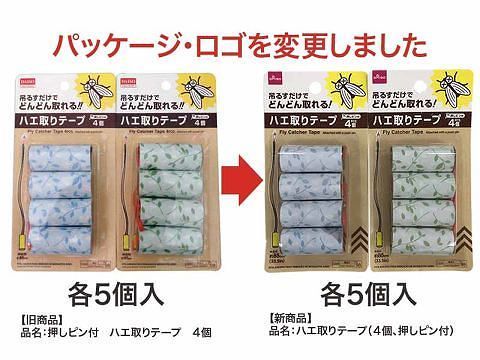 パッケージ・ロゴを変更しました
DAISO
吊るすだけで
どんどん取れる!!
ハエ取りテープ
4個
Fly Catcher Tape 4pcs
DAISO
吊るすだけで
どんどん取れる!!
ハエ取りテープ
4個
Fly Catcher Tape 4pcs
DAISO
吊るすだけで
どんどん取れる!!
ハエ取りテープ
4個
Fly Catcher Tape
DAISO
吊るすだけで
どんどん取れる!!
ハエ取りテープ
4個
Fly Catcher Tape
各5個入
各5個入
【旧商品】
品名:押しピン付 ハエ取りテープ 4個
【新商品】
品名:ハエ取りテープ(4個、押しピン付)